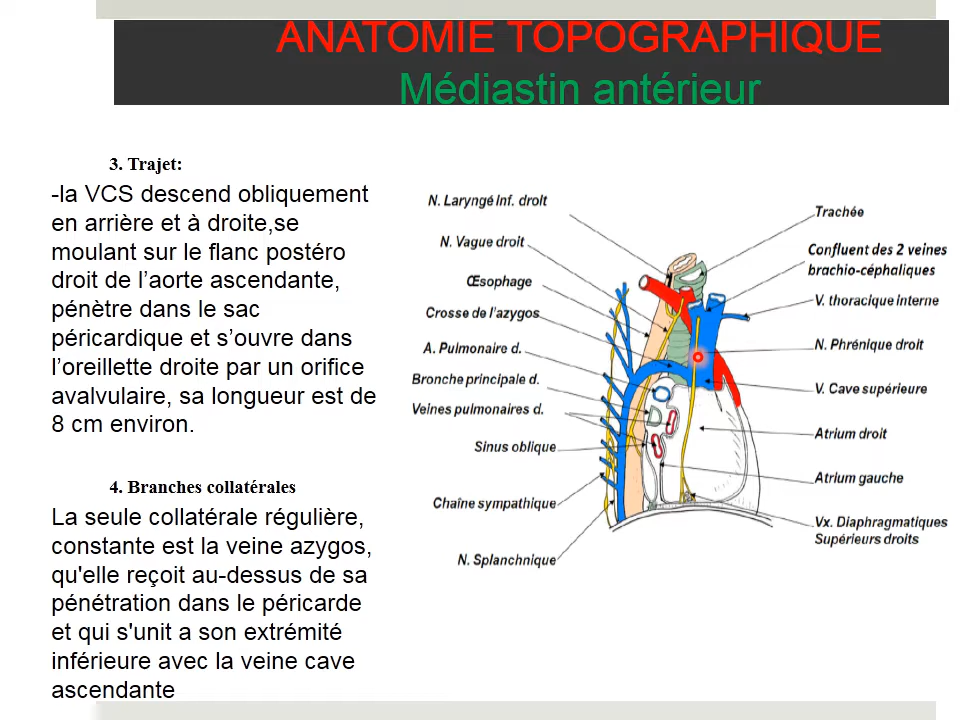 ANATOMIE TOPOGRAPHIQUE
Médiastin antérieur
3. Trajet:
-la VCS descend obliquement
en arrière et à droite,se
moulant sur le flanc postéro
droit de l’aorte ascendante,
pénètre dans le sac
péricardique et s’ouvre dans
l’oreillette droite par un orifice
avalvulaire, sa longueur est de
8 cm environ.
4. Branches collatérales
La seule collatérale régulière,
constante est la veine azygos,
qu'elle reçoit au-dessus de sa
pénétration dans le péricarde
et qui s'unit a son extrémité
inférieure avec la veine cave
ascendante
N. Laryngé Inf. droit
N. Vague droit
Œsophage
Crosse de l'azygos
A. Pulmonaire d.
Bronche principale d.
Veines pulmonaires d.
Sinus oblique
Chaîne sympathique
N. Splanchnique
Trachée
Confluent des 2 veines
brachio-céphaliques
V. thoracique interne
N. Phrénique droit
V. Cave supérieure
Atrium droit
Atrium gauche
Vx. Diaphragmatiques
Supérieurs droits